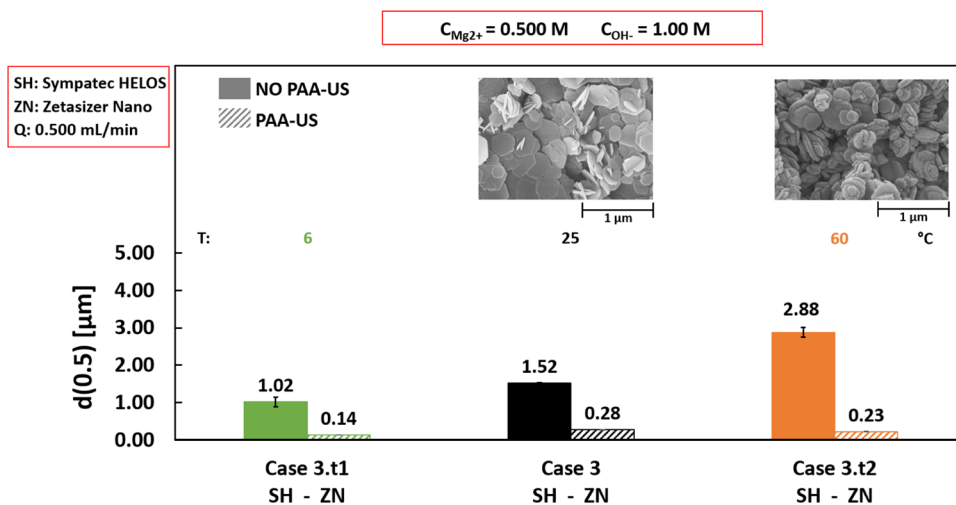 C Mg2+ = 0.500 M C OH- = 1.00 M
SH: Sympatec HELOS
ZN: Zetasizer Nano
Q: 0.500 mL/min
NO PAA-US
PAA-US
1 µm
1 µm
T: 6 25 60 °C
d(0.5) [µm]
5.00
4.00
3.00
2.00
1.00
0.00
1.02
0.14
1.52
0.28
2.88
0.23
Case 3.t1 Case 3 Case 3.t2
SH - ZN SH - ZN SH - ZN